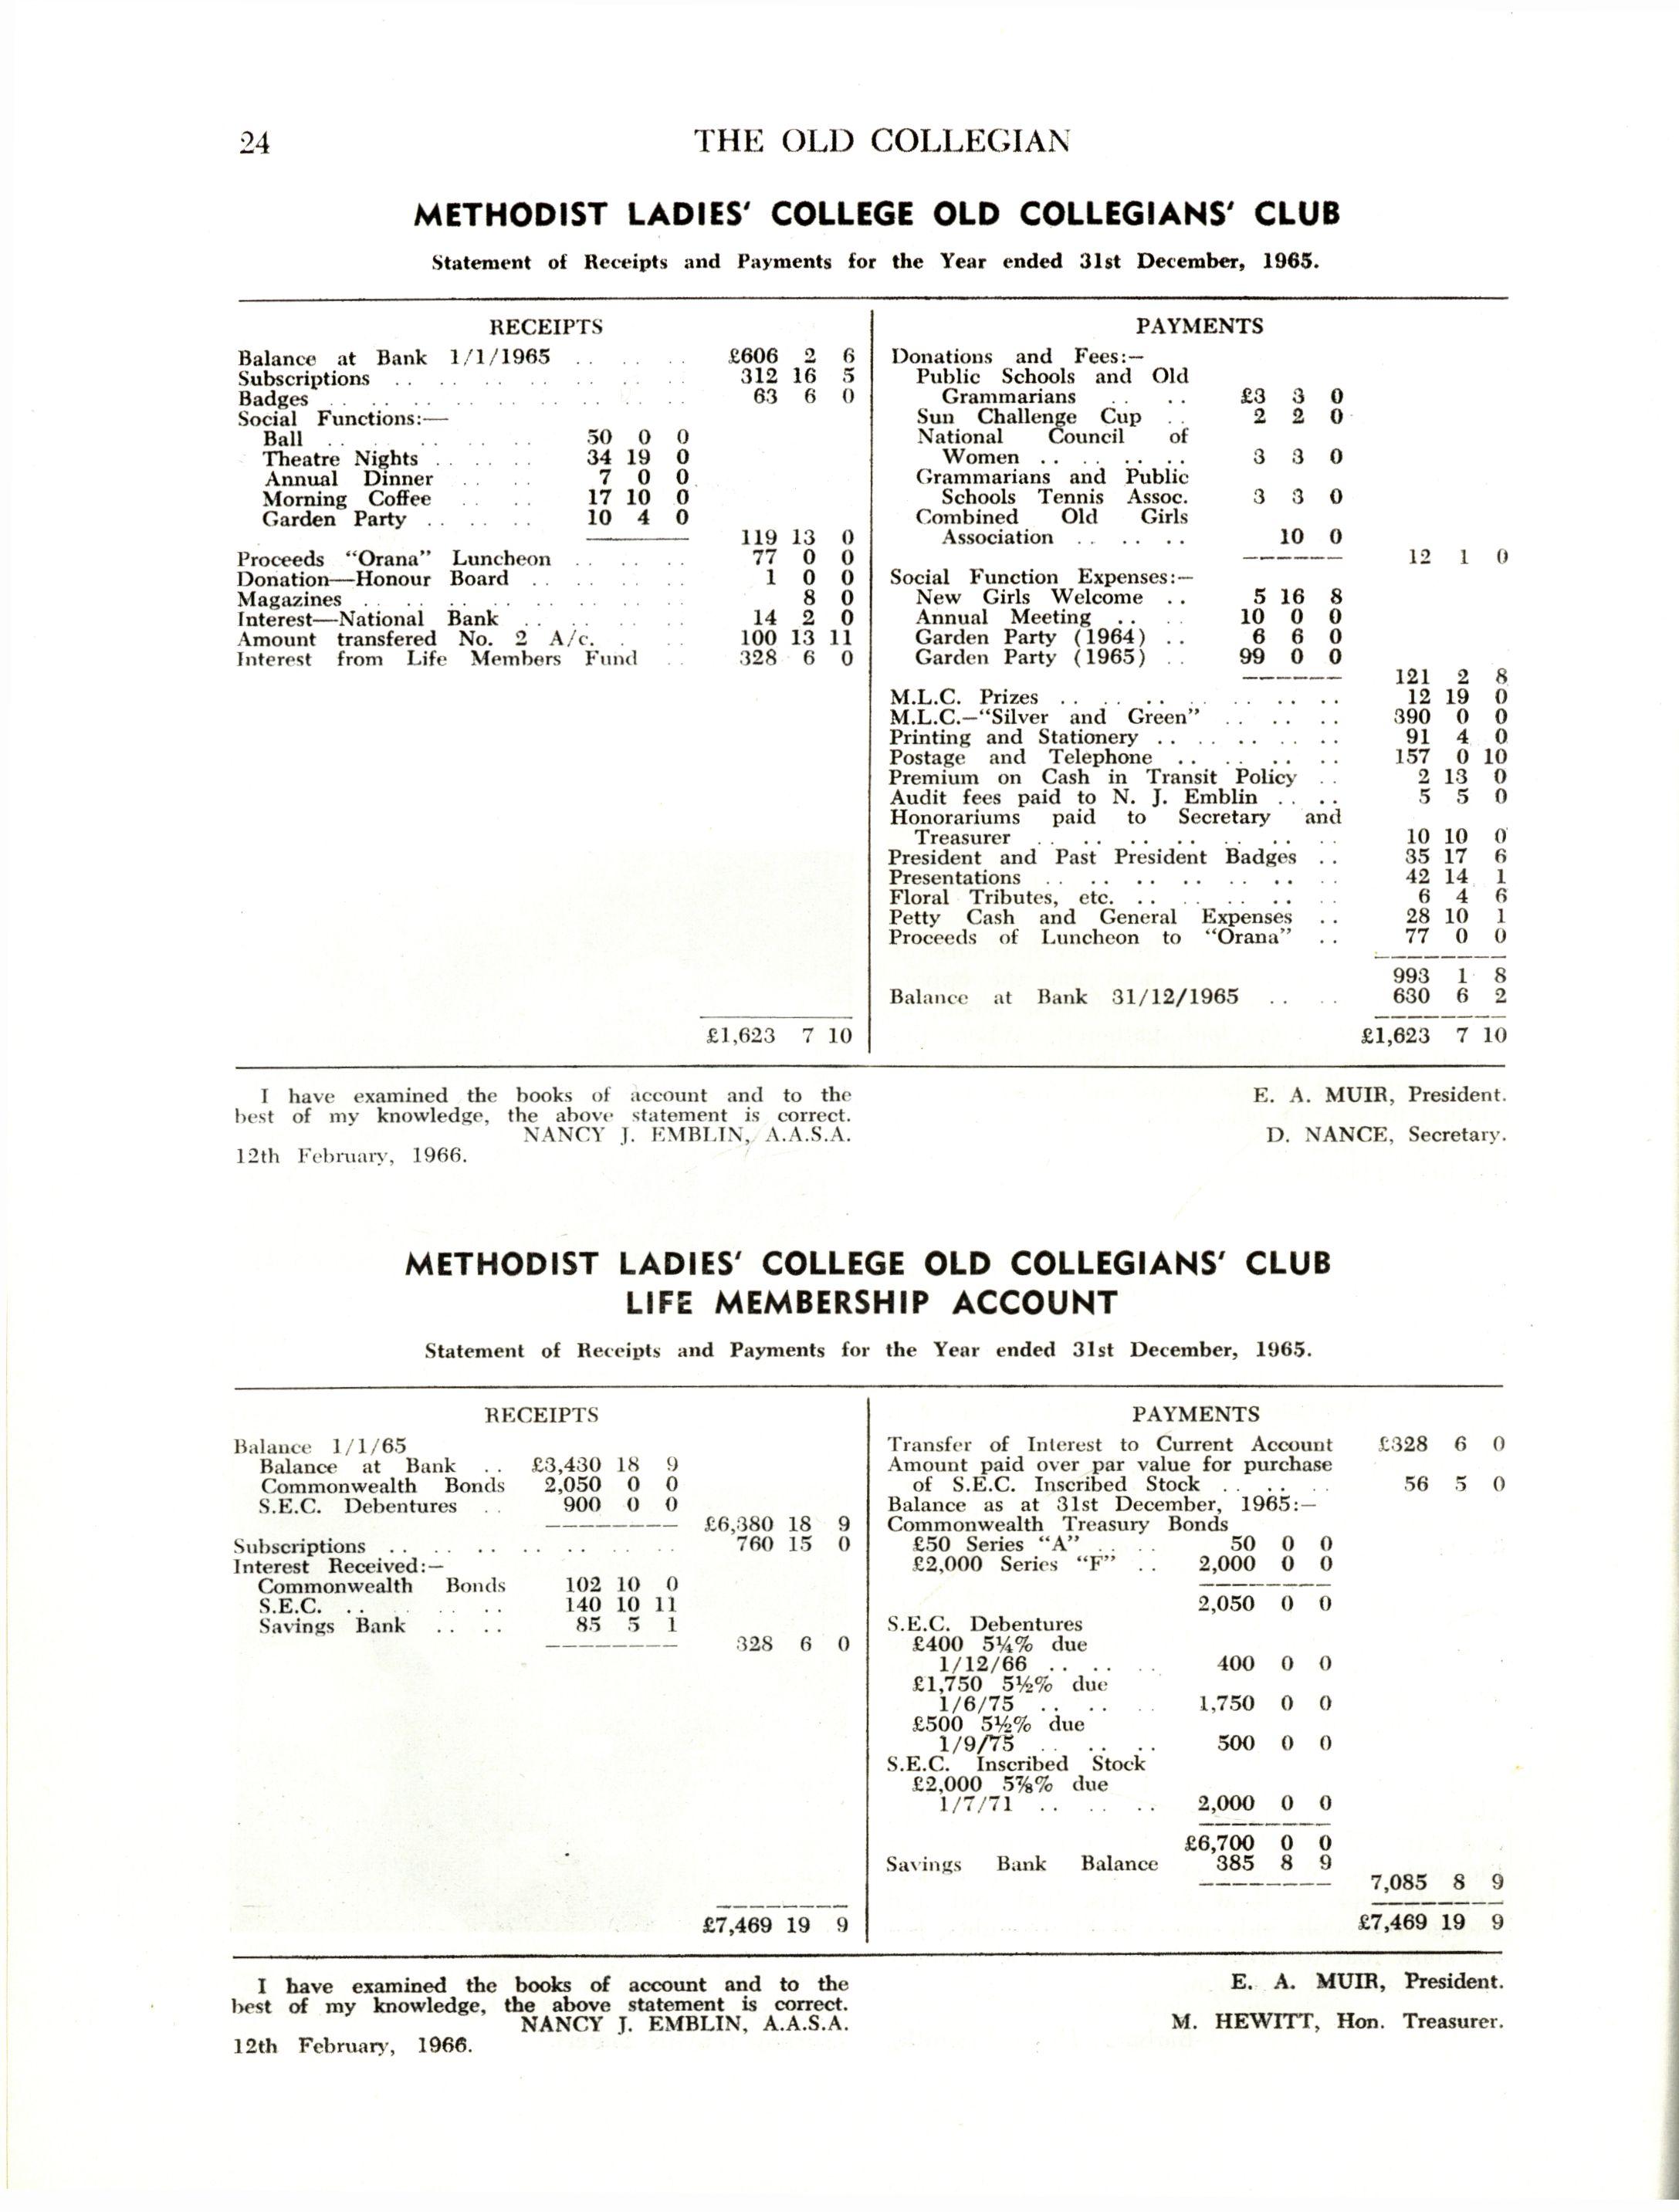 24
THE OLD COLLEGIAN
METHODIST LADIES' COLLEGE OLD COLLEGIANS' CLUB
Statement of Receipts and Payments for the Year ended 31st December, 1965.
RECEIPTS
Balance at Bank 1/1/1965 .. .. .. £606 2 6
Subscriptions .. .. .. .. .. .. .. 312 16 5
Badges .. .. .. .. .. .. .. .. 63 6 0
Social Functions:—
Ball .. .. .. .. .. 50 0 0
Theatre Nights .. .. .. 34 19 0
Annual Dinner .. .. 7 0 0
Morning Coffee .. .. 17 10 0
Garden Party .. .. .. 10 4 0
119 13 0
Proceeds "Orana" Luncheon .. .. .. 77 0 0
Donation—Honour Board .. .. .. .. 1 0 0
Magazines .. .. .. .. .. .. .. 8 0
Interest—National Bank .. .. .. .. 14 2 0
Amount transfered No. 2 A/c. .. .. 100 13 11
Interest from Life Members Fund .. 328 6 0
£1,623 7 10
PAYMENTS
Donations and Fees:—
Public Schools and Old
Grammarians .. .. £3 3 0
Sun Challenge Cup .. 2 2 0
National Council of
Women .. .. .. .. 3 3 0
Grammarians and Public
Schools Tennis Assoc. 3 3 0
Combined Old Girls
Association .. .. .. 10 0
12 1 0
Social Function Expenses:—
New Girls Welcome .. 5 16 8
Annual Meeting .. .. 10 0 0
Garden Party (1964) .. 6 6 0
Garden Party (1965) .. 99 0 0
121 2 8
M.L.C. Prizes .. .. .. .. .. .. .. 12 19 0
M.L.C.—"Silver and Green" .. .. .. 390 0 0
Printing and Stationery .. .. .. .. .. 91 4 0
Postage and Telephone .. .. .. .. 157 0 10
Premium on Cash in Transit Policy .. 2 13 0
Audit fees paid to N. J. Emblin .. .. 5 5 0
Honorariums paid to Secretary and
Treasurer .. .. .. .. .. .. .. 10 10 0
President and Past President Badges .. 35 17 6
Presentations .. .. .. .. .. .. .. 42 14 1
Floral Tributes, etc. .. .. .. .. .. 6 4 6
Petty Cash and General Expenses .. 28 10 1
Proceeds of Luncheon to "Orana" .. 77 0 0
993 1 8
Balance at Bank 31/12/1965 .. .. 630 6 2
£1,623 7 10
I have examined the books of account and to the
best of my knowledge, the above statement is correct.
NANCY J. EMBLIN, A.A.S.A.
12th February, 1966.
E. A. MUIR, President.
D. NANCE, Secretary.
METHODIST LADIES' COLLEGE OLD COLLEGIANS' CLUB
LIFE MEMBERSHIP ACCOUNT
Statement of Receipts and Payments for the Year ended 31st December, 1965.
RECEIPTS
Balance 1/1/65
Balance at Bank .. £3,430 18 9
Commonwealth Bonds 2,050 0 0
S.E.C. Debentures .. 900 0 0
£6,380 18 9
Subscriptions .. .. .. .. .. .. .. 760 15 0
Interest Received:—
Commonwealth Bonds 102 10 0
S.E.C. .. .. .. .. 140 10 11
Savings Bank .. .. 85 5 1
328 6 0
£7,469 19 9
PAYMENTS
Transfer of Interest to Current Account £328 6 0
Amount paid over par value for purchase
of S.E.C. Inscribed Stock .. .. .. 56 5 0
Balance as at 31st December, 1965:—
Commonwealth Treasury Bonds
£50 Series "A" .. .. 50 0 0
£2,000 Series "F" .. 2,000 0 0
2,050 0 0
S.E.C. Debentures
£400 5¼% due
1/12/66 .. .. .. 400 0 0
£1,750 5½% due
1/6/75 .. .. .. 1,750 0 0
£500 5½% due
1/9/75 .. .. .. 500 0 0
S.E.C. Inscribed Stock
£2,000 5⅞% due
1/7/71 .. .. .. 2,000 0 0
£6,700 0 0
Savings Bank Balance 385 8 9
7,085 8 9
£7,469 19 9
I have examined the books of account and to the
best of my knowledge, the above statement is correct.
NANCY J. EMBLIN, A.A.S.A.
12th February, 1966.
E. A. MUIR, President.
M. HEWITT, Hon. Treasurer.